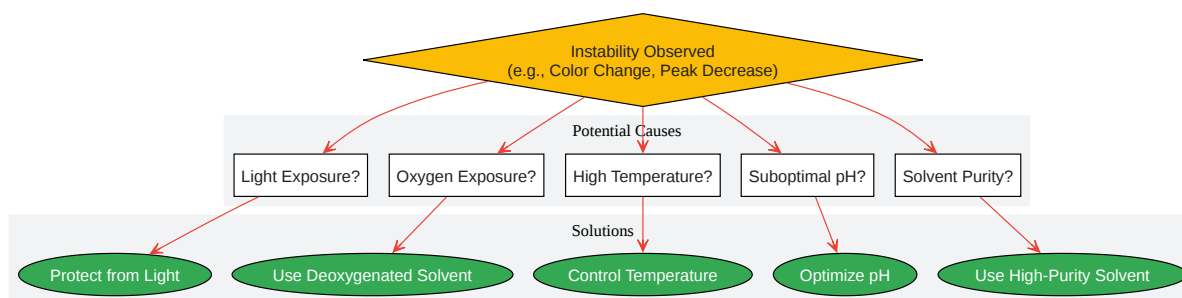 Instability Observed
(e.g., Color Change, Peak Decrease)
Potential Causes
Light Exposure?
Oxygen Exposure?
High Temperature?
Suboptimal pH?
Solvent Purity?
Solutions
Protect from Light
Use Deoxygenated Solvent
Control Temperature
Optimize pH
Use High-Purity Solvent